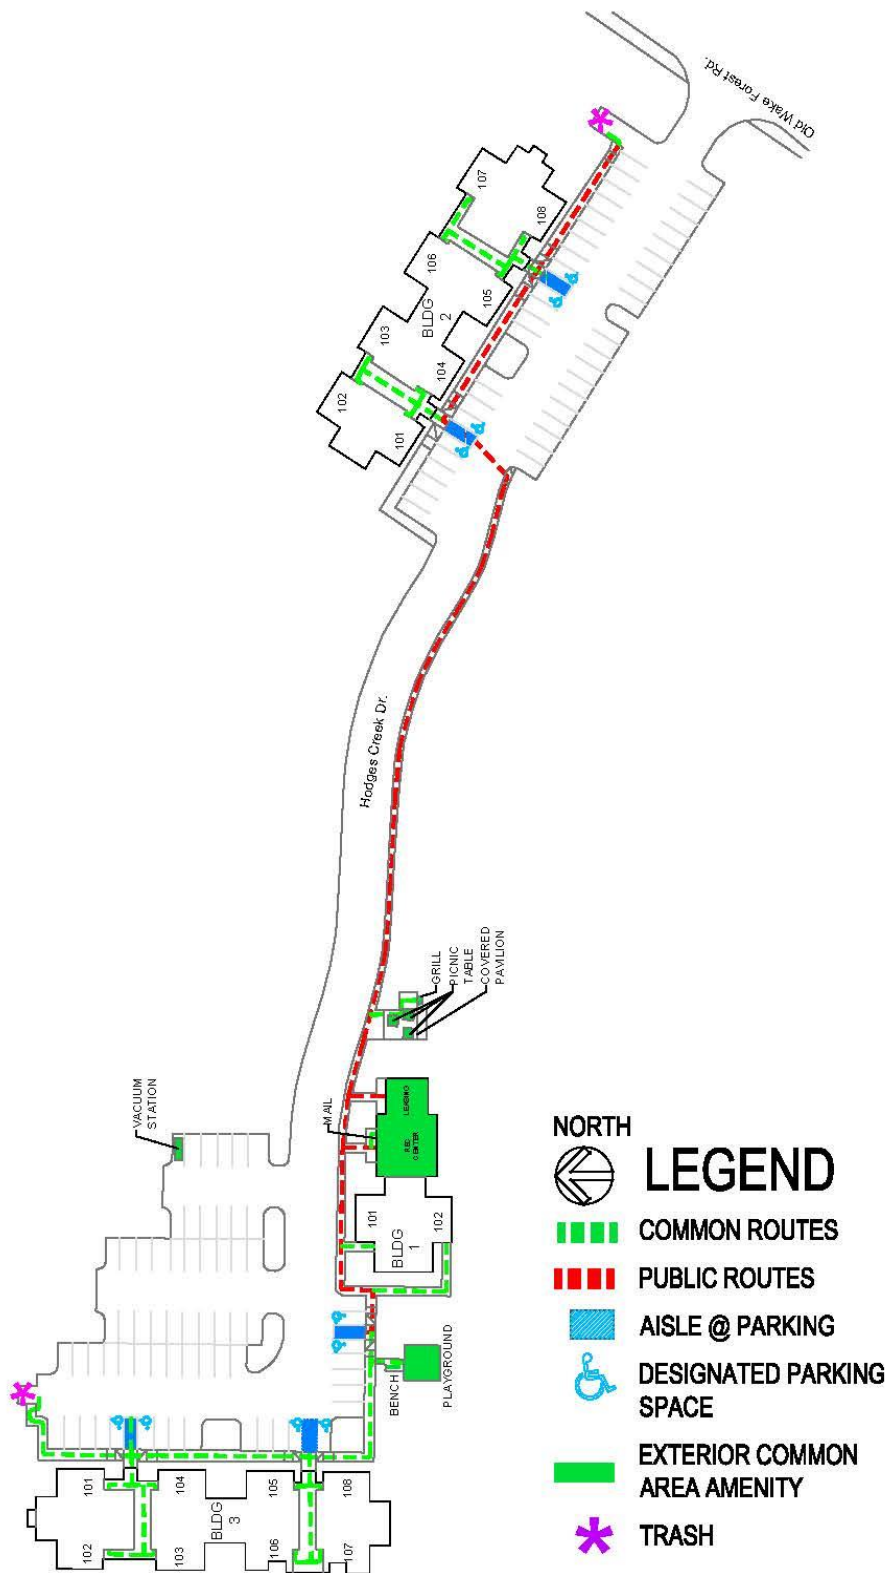 Old Wake Forest Rd.
107
108
106
105
BLDG
2
103
104
102
101
Hodges Creek Dr.
GRILL
PICNIC
TABLE
COVERED
PAVILION
VACUUM
STATION
MAIL
LEASING
REC
CENTER
101
102
BLDG
1
BENCH
PLAYGROUND
101
104
105
108
BLDG
3
102
103
106
107
NORTH
LEGEND
COMMON ROUTES
PUBLIC ROUTES
AISLE @ PARKING
DESIGNATED PARKING
SPACE
EXTERIOR COMMON
AREA AMENITY
TRASH